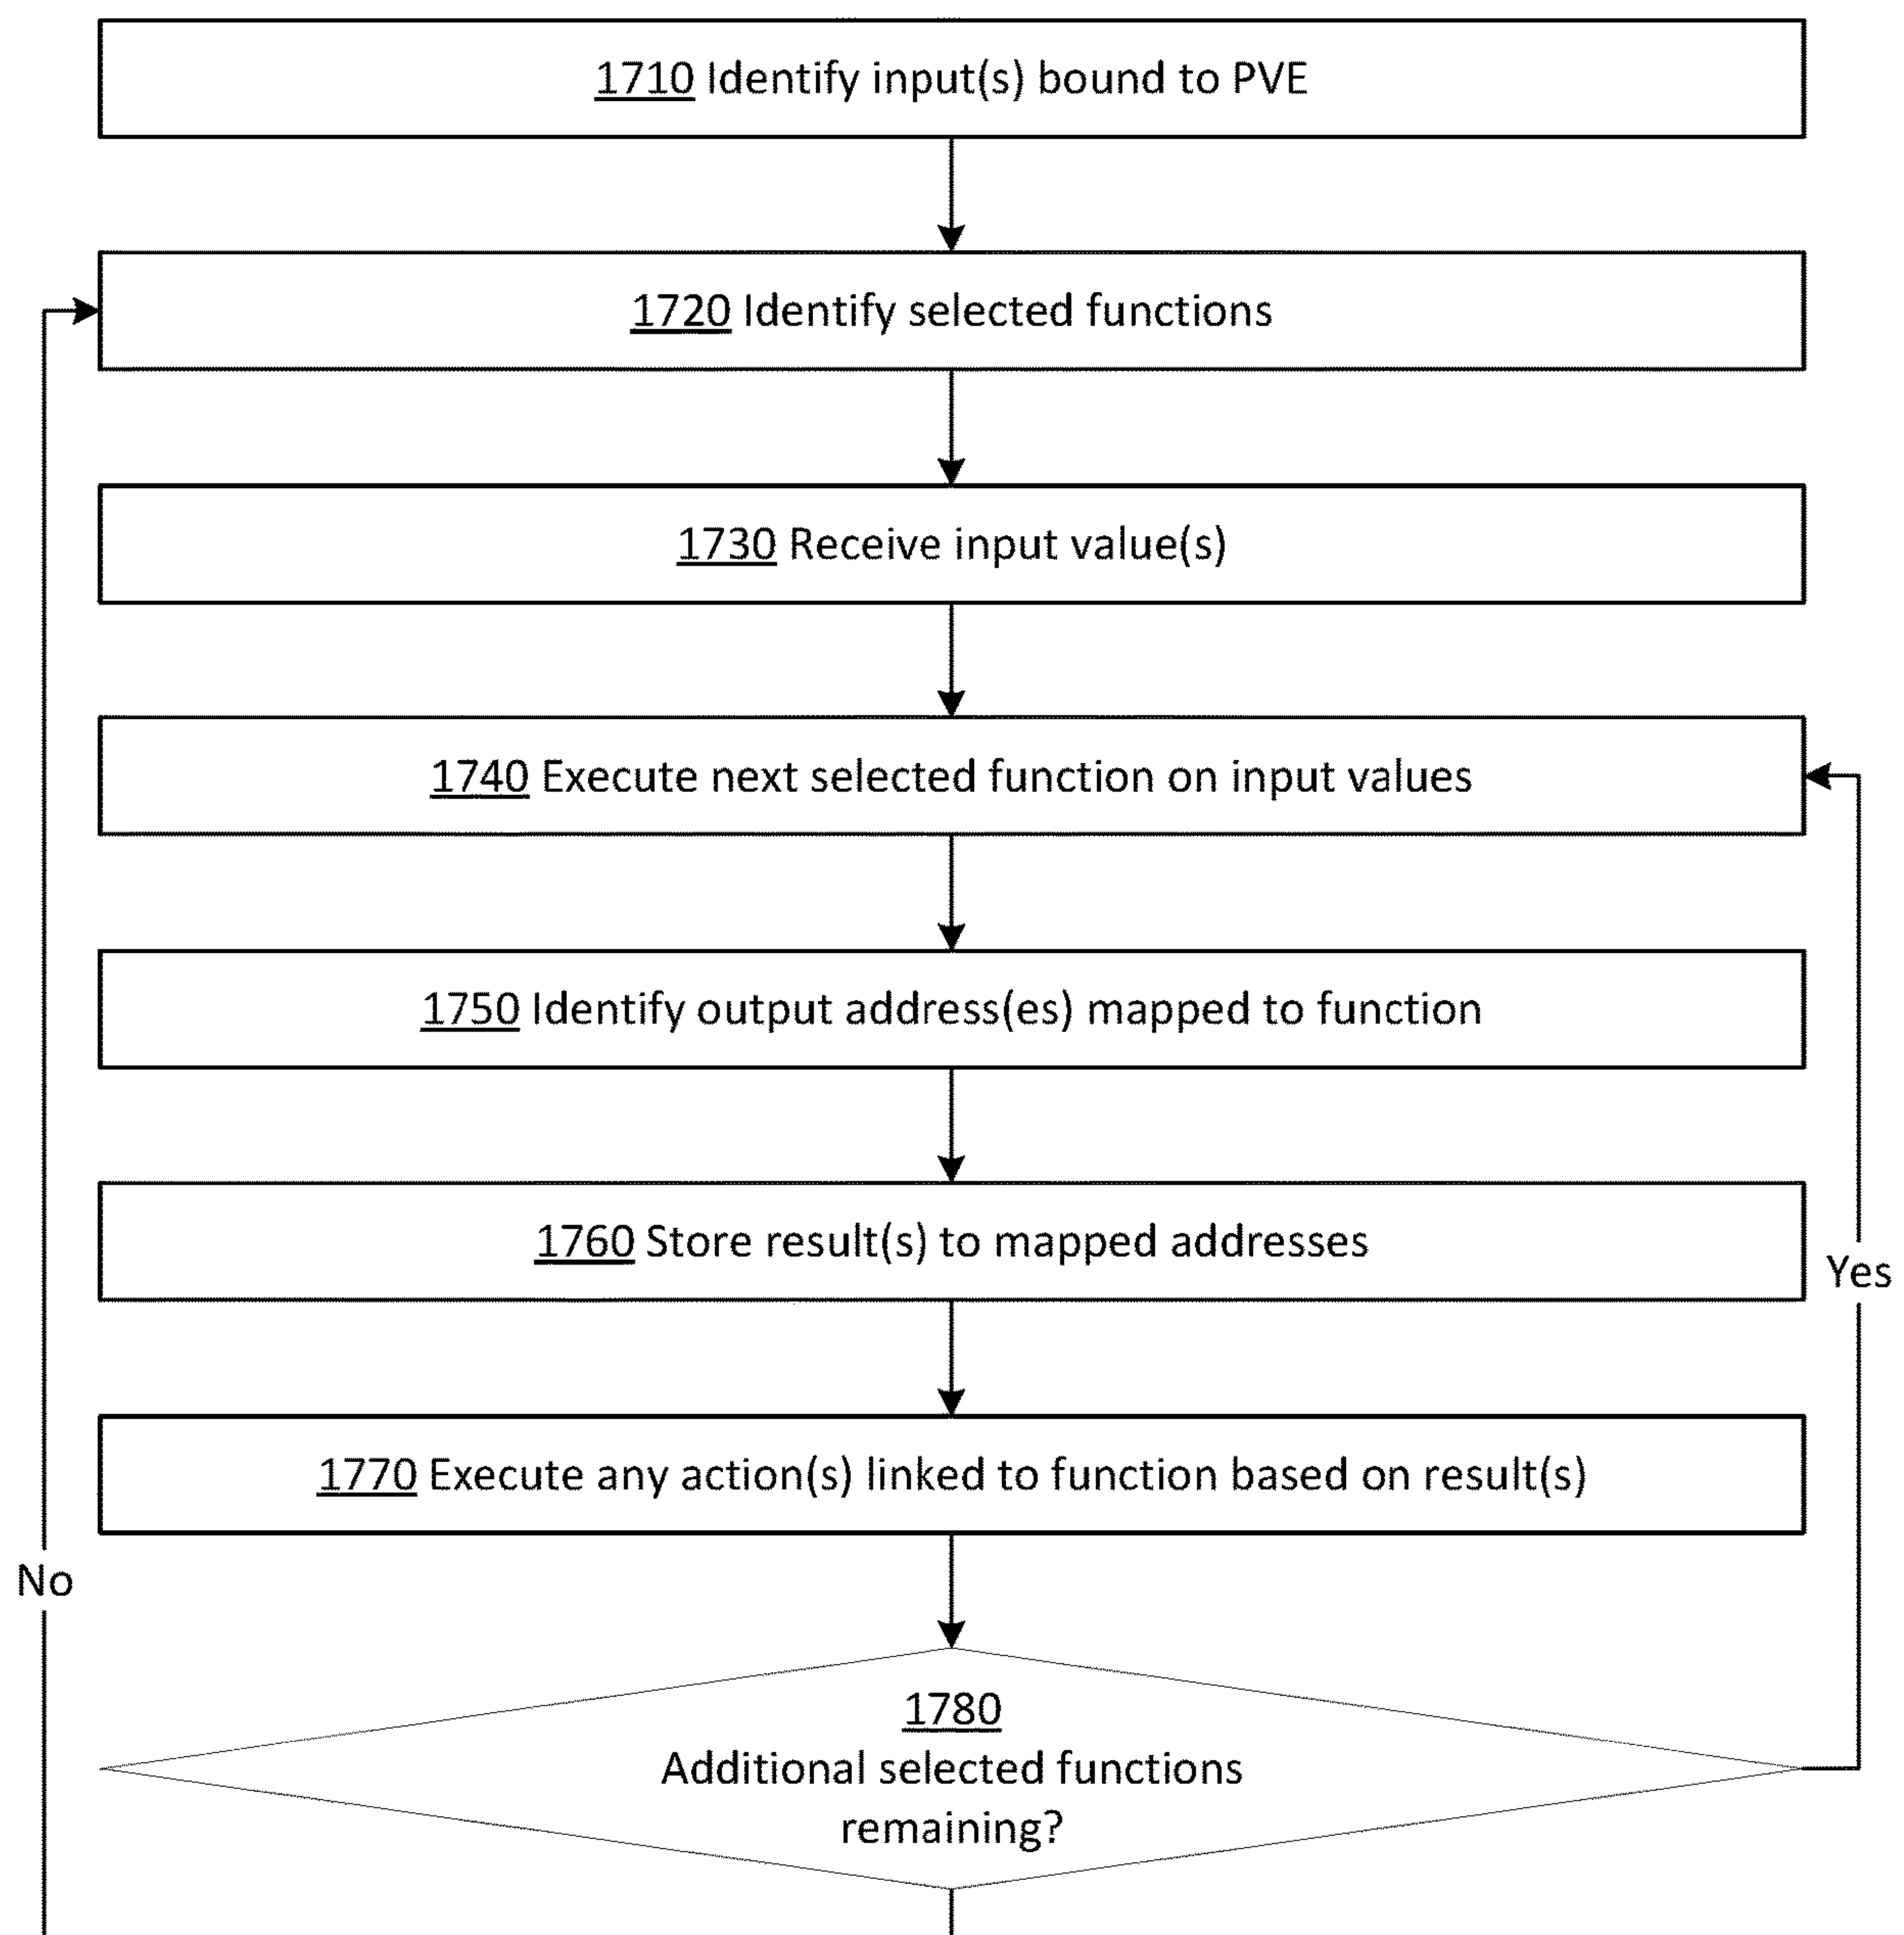 1710 Identify input(s) bound to PVE
1720 Identify selected functions
1730 Receive input value(s)
1740 Execute next selected function on input values
1750 Identify output address(es) mapped to function
1760 Store result(s) to mapped addresses
Yes
1770 Execute any action(s) linked to function based on result(s)
No
1780
Additional selected functions
remaining?